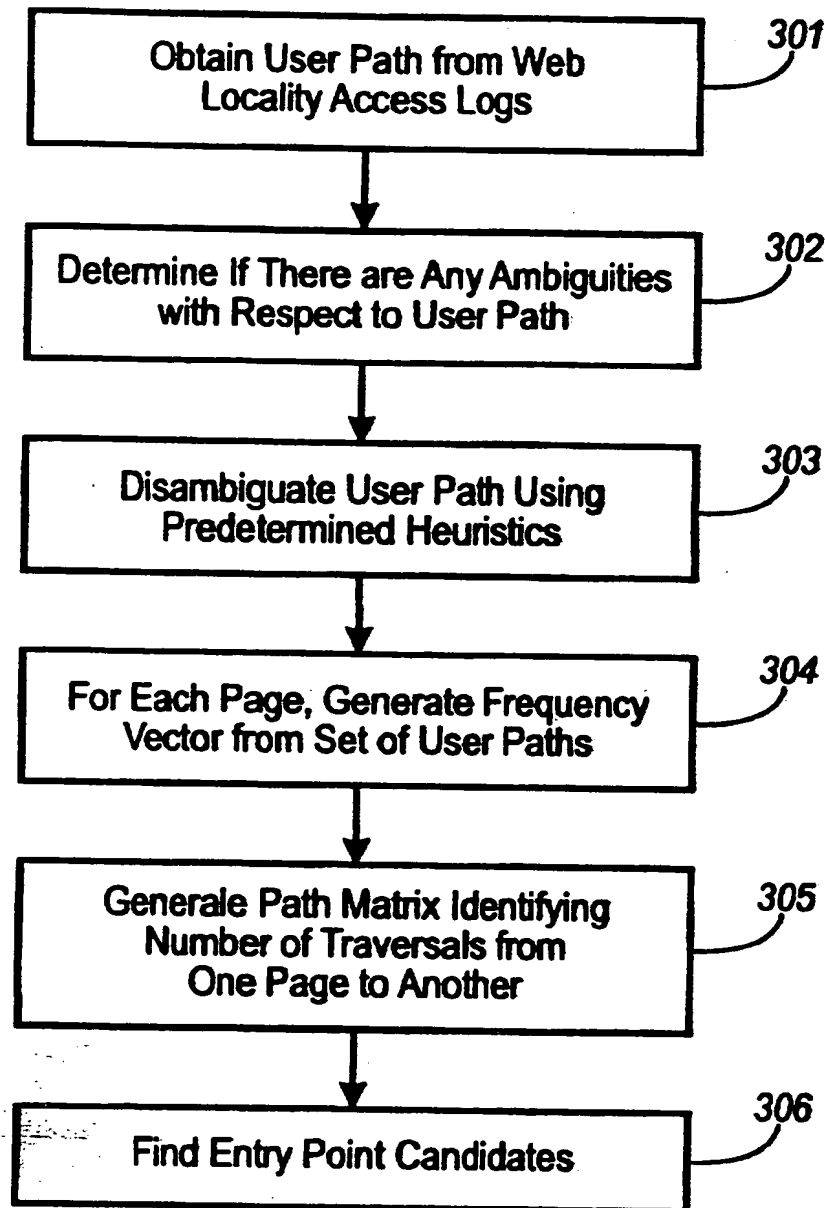 301
Obtain User Path from Web
Locality Access Logs
302
Determine If There are Any Ambiguities
with Respect to User Path
303
Disambiguate User Path Using
Predetermined Heuristics
304
For Each Page, Generate Frequency
Vector from Set of User Paths
305
Generate Path Matrix Identifying
Number of Traversals from
One Page to Another
306
Find Entry Point Candidates